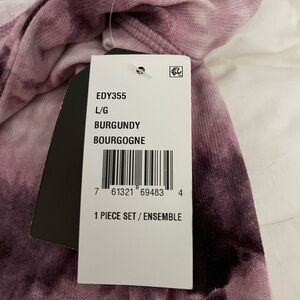 EDY355
L/G
BURGUNDY
BOURGOGNE
7 61321 69483 4
1 PIECE SET / ENSEMBLE